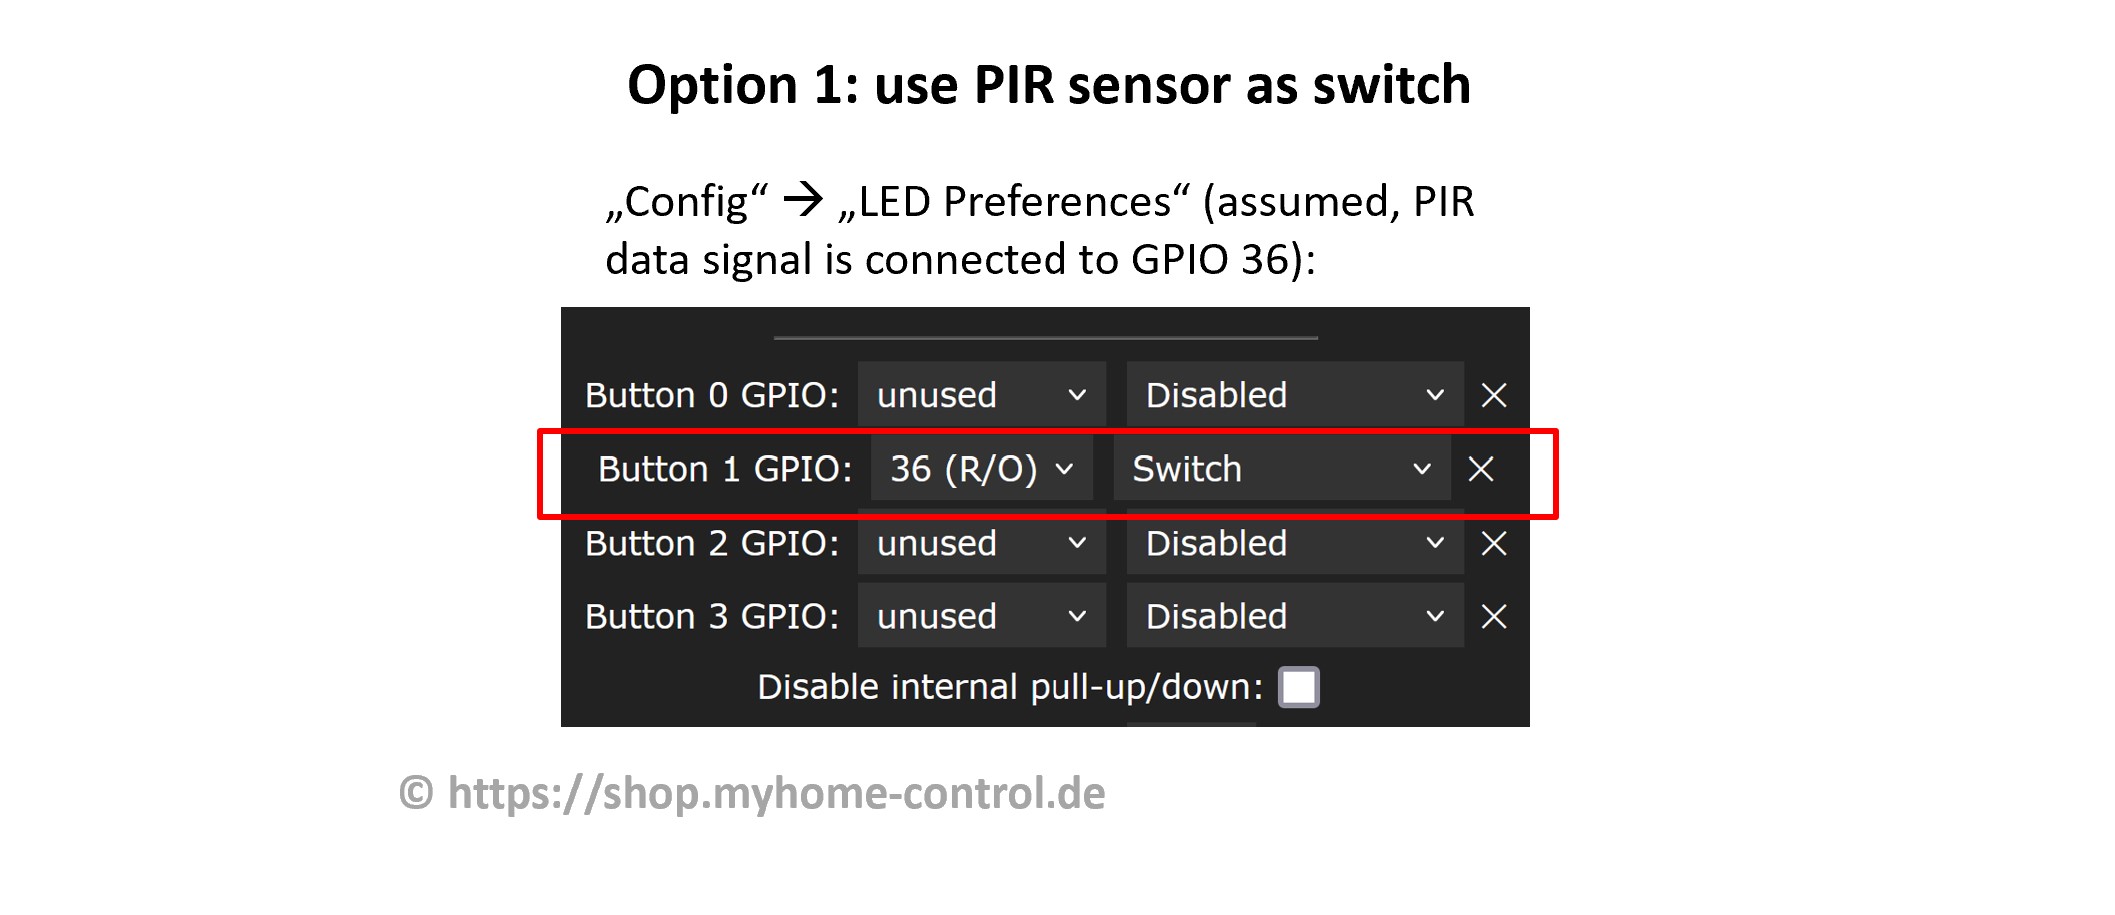 Option 1: use PIR sensor as switch
„Config“ → „LED Preferences“ (assumed, PIR
data signal is connected to GPIO 36):
Button 0 GPIO: unused Disabled ×
Button 1 GPIO: 36 (R/O) Switch ×
Button 2 GPIO: unused Disabled ×
Button 3 GPIO: unused Disabled ×
Disable internal pull-up/down:
© https://shop.myhome-control.de